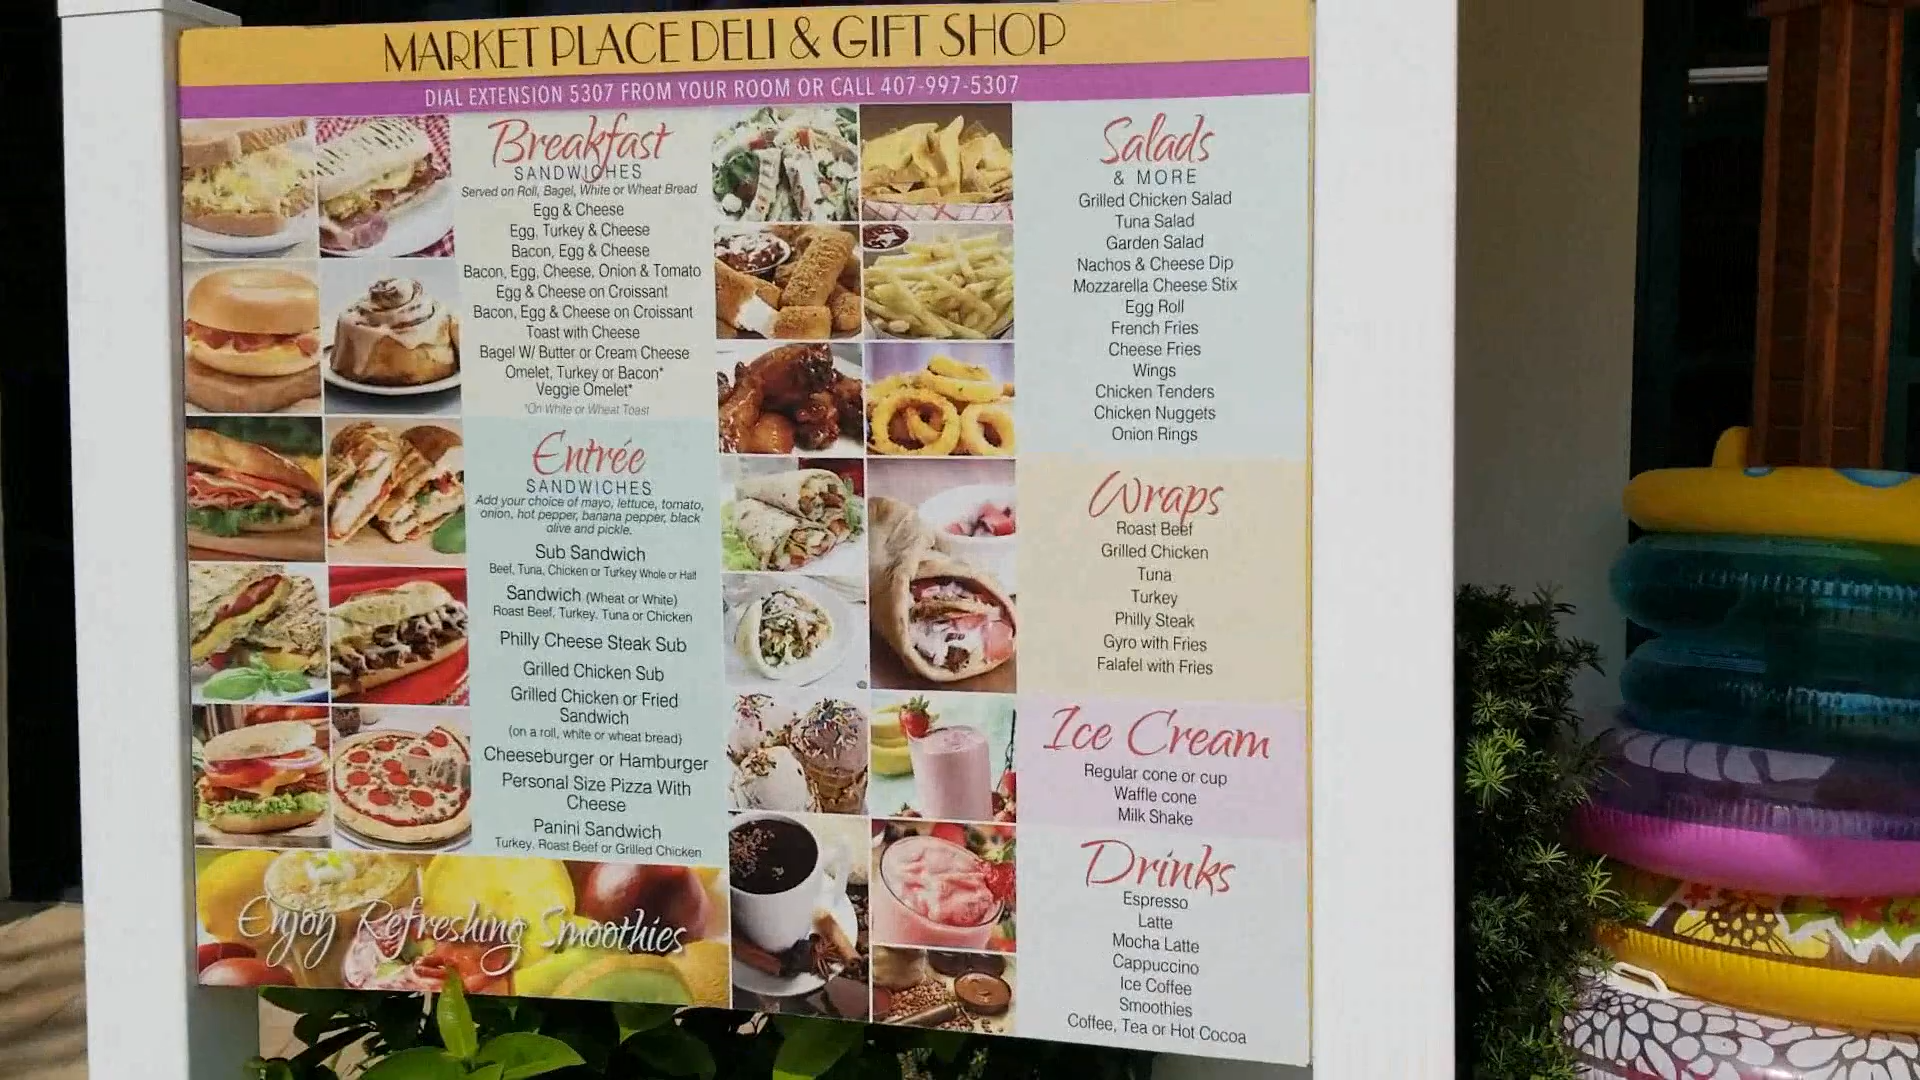 MARKET PLACE DELI & GIFT SHOP
DIAL EXTENSION 5307 FROM YOUR ROOM OR CALL 407-997-5307
Breakfast
SANDWICHES
Served on Roll, Bagel, White or Wheat Bread
Egg & Cheese
Egg, Turkey & Cheese
Bacon, Egg & Cheese
Bacon, Egg, Cheese, Onion & Tomato
Egg & Cheese on Croissant
Bacon, Egg & Cheese on Croissant
Toast with Cheese
Bagel W/ Butter or Cream Cheese
Omelet, Turkey or Bacon*
Veggie Omelet*
*On White or Wheat Toast
Entrée
SANDWICHES
Add your choice of mayo, lettuce, tomato,
onion, hot pepper, banana pepper, black
olive and pickle.
Sub Sandwich
Beef, Tuna, Chicken or Turkey Whole or Half
Sandwich (Wheat or White)
Roast Beef, Turkey, Tuna or Chicken
Philly Cheese Steak Sub
Grilled Chicken Sub
Grilled Chicken or Fried
Sandwich
(on a roll, white or wheat bread)
Cheeseburger or Hamburger
Personal Size Pizza With
Cheese
Panini Sandwich
Turkey, Roast Beef or Grilled Chicken
Enjoy Refreshing Smoothies
Salads
& MORE
Grilled Chicken Salad
Tuna Salad
Garden Salad
Nachos & Cheese Dip
Mozzarella Cheese Stix
Egg Roll
French Fries
Cheese Fries
Wings
Chicken Tenders
Chicken Nuggets
Onion Rings
Wraps
Roast Beef
Grilled Chicken
Tuna
Turkey
Philly Steak
Gyro with Fries
Falafel with Fries
Ice Cream
Regular cone or cup
Waffle cone
Milk Shake
Drinks
Espresso
Latte
Mocha Latte
Cappuccino
Ice Coffee
Smoothies
Coffee, Tea or Hot Cocoa